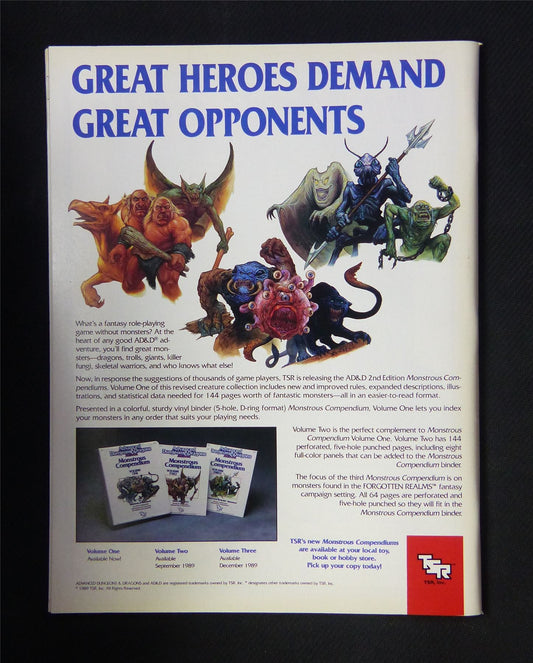 GREAT HEROES DEMAND
GREAT OPPONENTS
What's a fantasy role-playing
game without monsters? At the
heart of any good AD&D® ad-
venture, you'll find great mon-
sters—dragons, trolls, giants, killer
fungi, skeletal warriors, and who knows what else!
Now, in response the suggestions of thousands of game players, TSR is releasing the AD&D 2nd Edition Monstrous Com-
pendiums. Volume One of this revised creature collection includes new and improved rules, expanded descriptions, illus-
trations, and statistical data needed for 144 pages worth of fantastic monsters—all in an easier-to-read format.
Presented in a colorful, sturdy vinyl binder (5-hole, D-ring format) Monstrous Compendium, Volume One lets you index
your monsters in any order that suits your playing needs.
Volume Two is the perfect complement to Monstrous
Compendium Volume One. Volume Two has 144
perforated, five-hole punched pages, including eight
full-color panels that can be added to the Monstrous
Compendium binder.
The focus of the third Monstrous Compendium is on
monsters found in the FORGOTTEN REALMS™ fantasy
campaign setting. All 64 pages are perforated and
five-hole punched so they will fit in the
Monstrous Compendium binder.
Advanced
Dungeons & Dragons
Monstrous
Compendium
Advanced
Dungeons & Dragons
Monstrous
Compendium
Advanced
Dungeons & Dragons
Monstrous
Compendium
Volume One
Available Now!
Volume Two
Available
September 1989
Volume Three
Available
December 1989
TSR's new Monstrous Compendiums
are available at your local toy,
book or hobby store.
Pick up your copy today!
TSR
TSR, Inc.
ADVANCED DUNGEONS & DRAGONS and AD&D are registered trademarks owned by TSR, Inc. ™ designates other trademarks owned by TSR, Inc.
© 1989 TSR, Inc. All Rights Reserved.